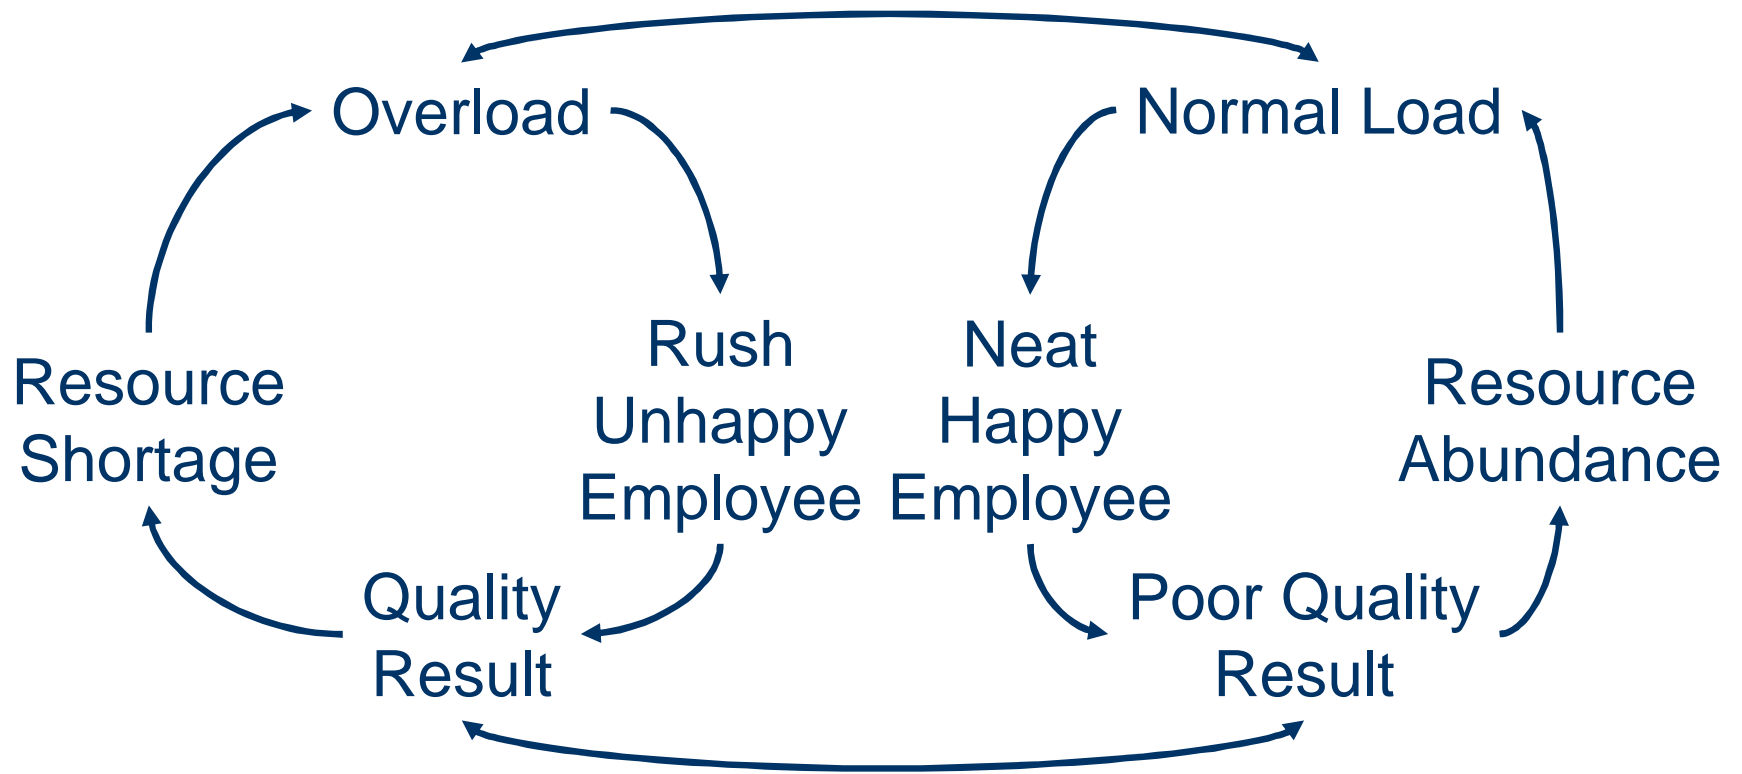 Overload
Normal Load
Resource
Shortage
Rush
Unhappy
Employee
Neat
Happy
Employee
Resource
Abundance
Quality
Result
Poor Quality
Result